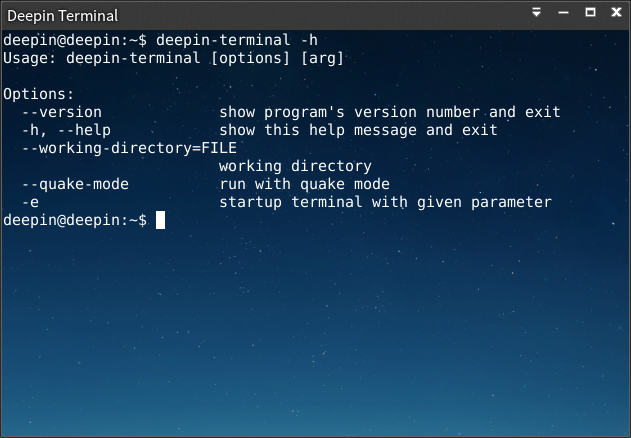 Deepin Terminal
deepin@deepin:~$ deepin-terminal -h
Usage: deepin-terminal [options] [arg]

Options:
  --version             show program's version number and exit
  -h, --help            show this help message and exit
  --working-directory=FILE
                        working directory
  --quake-mode          run with quake mode
  -e                    startup terminal with given parameter
deepin@deepin:~$